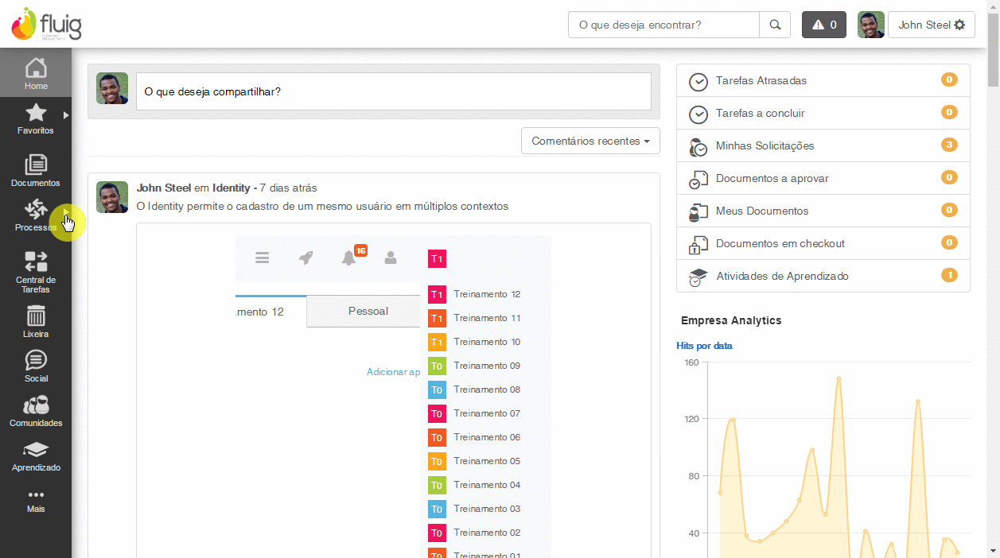 fluig
FLOWING
PRODUCTIVITY
O que deseja encontrar?
0
John Steel
Home
Favoritos
Documentos
Processos
Central de
Tarefas
Lixeira
Social
Comunidades
Aprendizado
Mais
O que deseja compartilhar?
Comentários recentes
John Steel em Identity - 7 dias atrás
O Identity permite o cadastro de um mesmo usuário em múltiplos contextos
16
T1
.mento 12
Pessoal
Adicionar ap
T1 Treinamento 12
T1 Treinamento 11
T1 Treinamento 10
T0 Treinamento 09
T0 Treinamento 08
T0 Treinamento 07
T0 Treinamento 06
T0 Treinamento 05
T0 Treinamento 04
T0 Treinamento 03
T0 Treinamento 02
T0 Treinamento 01
Tarefas Atrasadas 0
Tarefas a concluir 0
Minhas Solicitações 3
Documentos a aprovar 0
Meus Documentos 0
Documentos em checkout 0
Atividades de Aprendizado 1
Empresa Analytics
Hits por data
160
120
80
40